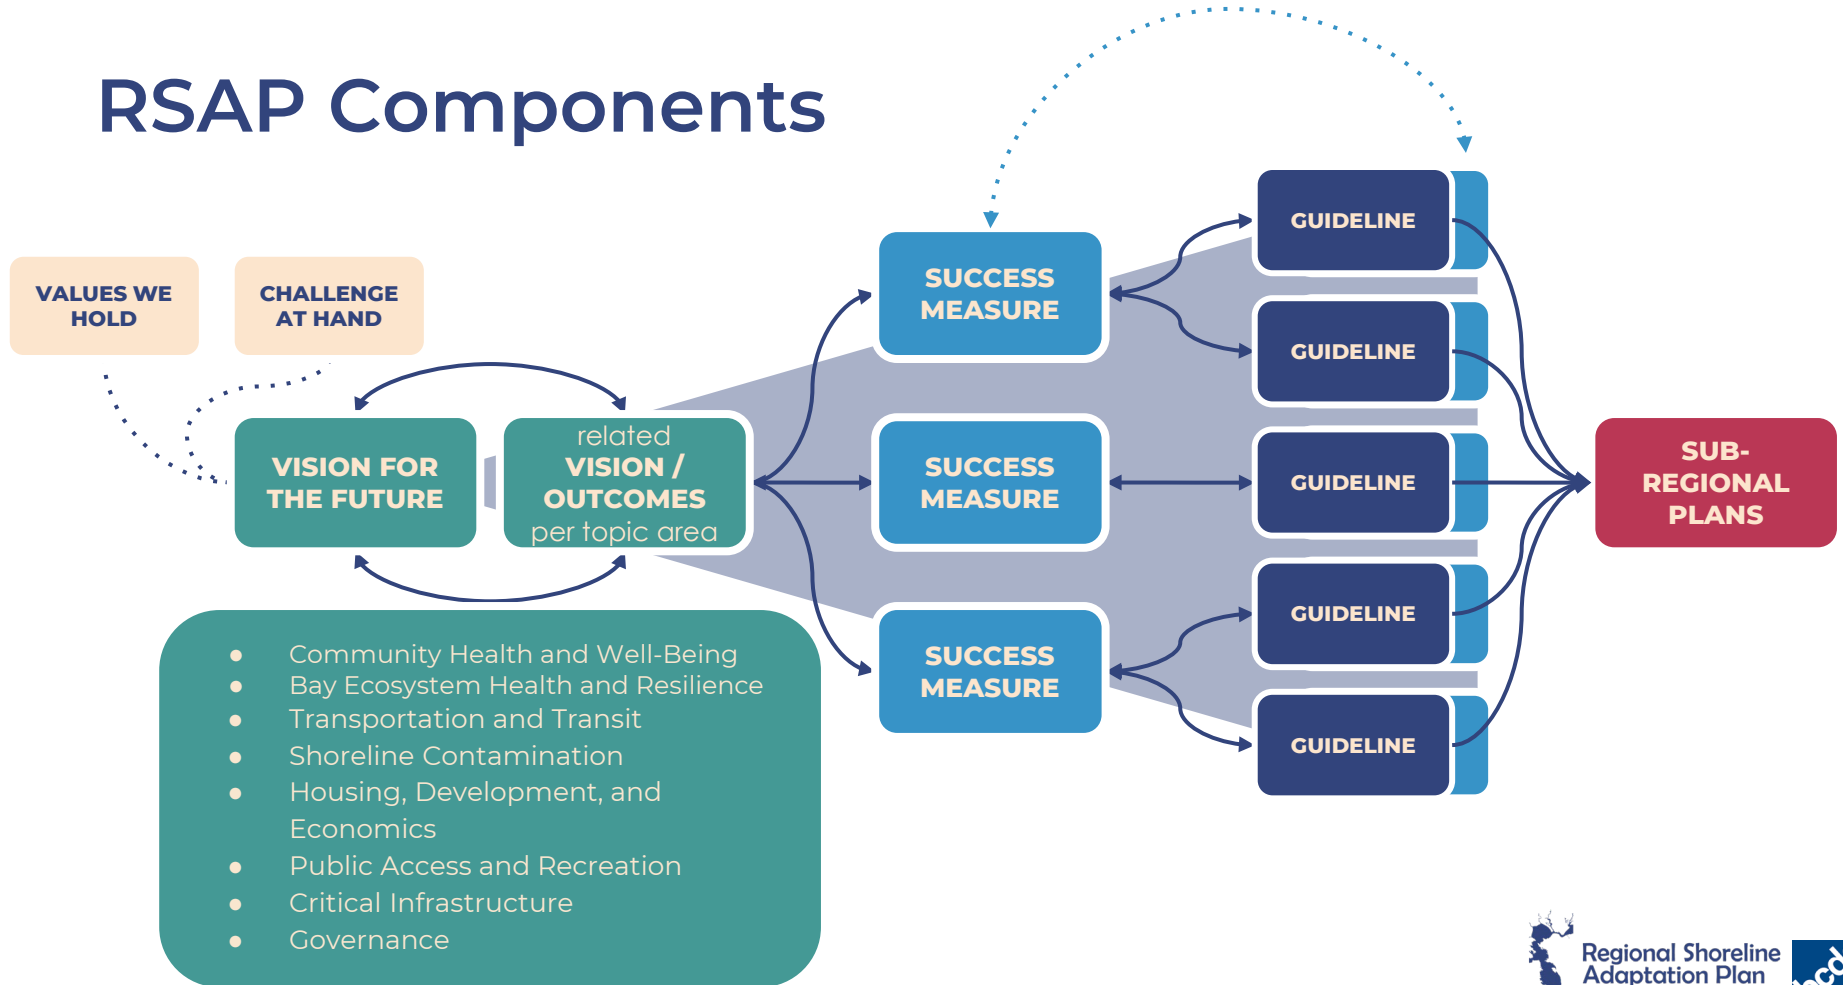 RSAP Components
VALUES WE
HOLD
CHALLENGE
AT HAND
VISION FOR
THE FUTURE
related
VISION /
OUTCOMES
per topic area
SUCCESS
MEASURE
SUCCESS
MEASURE
SUCCESS
MEASURE
GUIDELINE
GUIDELINE
GUIDELINE
GUIDELINE
GUIDELINE
SUB-
REGIONAL
PLANS
● Community Health and Well-Being
● Bay Ecosystem Health and Resilience
● Transportation and Transit
● Shoreline Contamination
● Housing, Development, and
Economics
● Public Access and Recreation
● Critical Infrastructure
● Governance
Regional Shoreline
Adaptation Plan